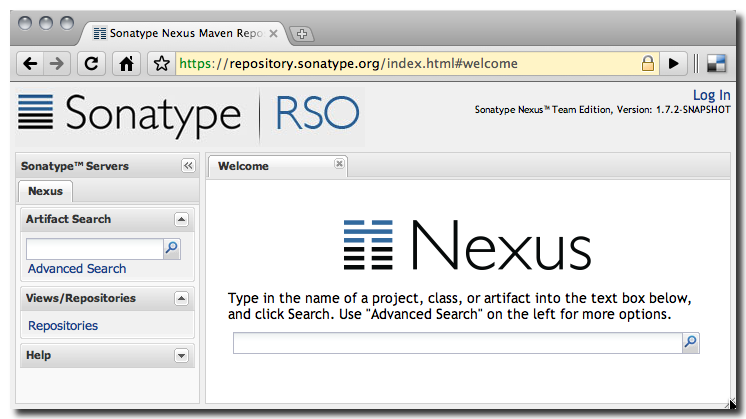 Sonatype Nexus Maven Repo
https://repository.sonatype.org/index.html#welcome
Sonatype RSO
Log In
Sonatype Nexus™ Team Edition, Version: 1.7.2-SNAPSHOT
Sonatype™ Servers
Nexus
Artifact Search
Advanced Search
Views/Repositories
Repositories
Help
Welcome
Nexus
Type in the name of a project, class, or artifact into the text box below,
and click Search. Use "Advanced Search" on the left for more options.